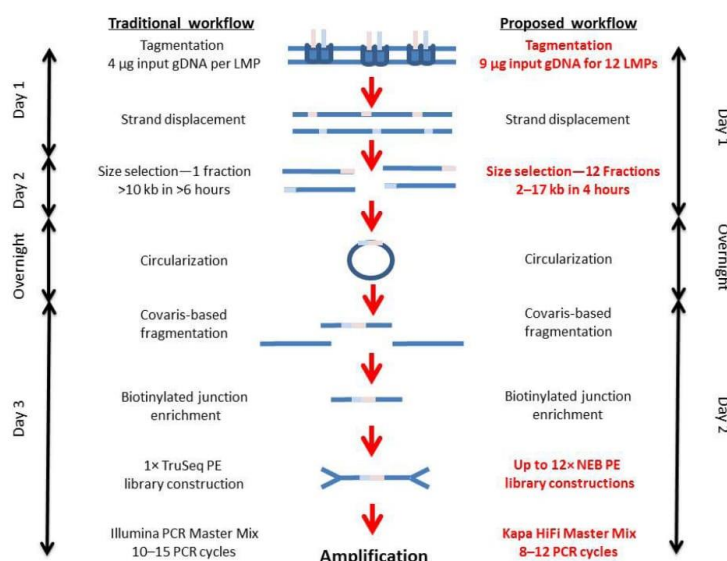 Traditional workflow
Proposed workflow
Tagmentation
4 µg input gDNA per LMP
Tagmentation
9 µg input gDNA for 12 LMPs
Day 1
Day 1
Strand displacement
Strand displacement
Size selection—1 fraction
>10 kb in >6 hours
Size selection—12 Fractions
2–17 kb in 4 hours
Day 2
Overnight
Overnight
Circularization
Circularization
Covaris-based
fragmentation
Covaris-based
fragmentation
Day 3
Day 2
Biotinylated junction
enrichment
Biotinylated junction
enrichment
1× TruSeq PE
library construction
Up to 12× NEB PE
library constructions
Illumina PCR Master Mix
10–15 PCR cycles
Amplification
Kapa HiFi Master Mix
8–12 PCR cycles